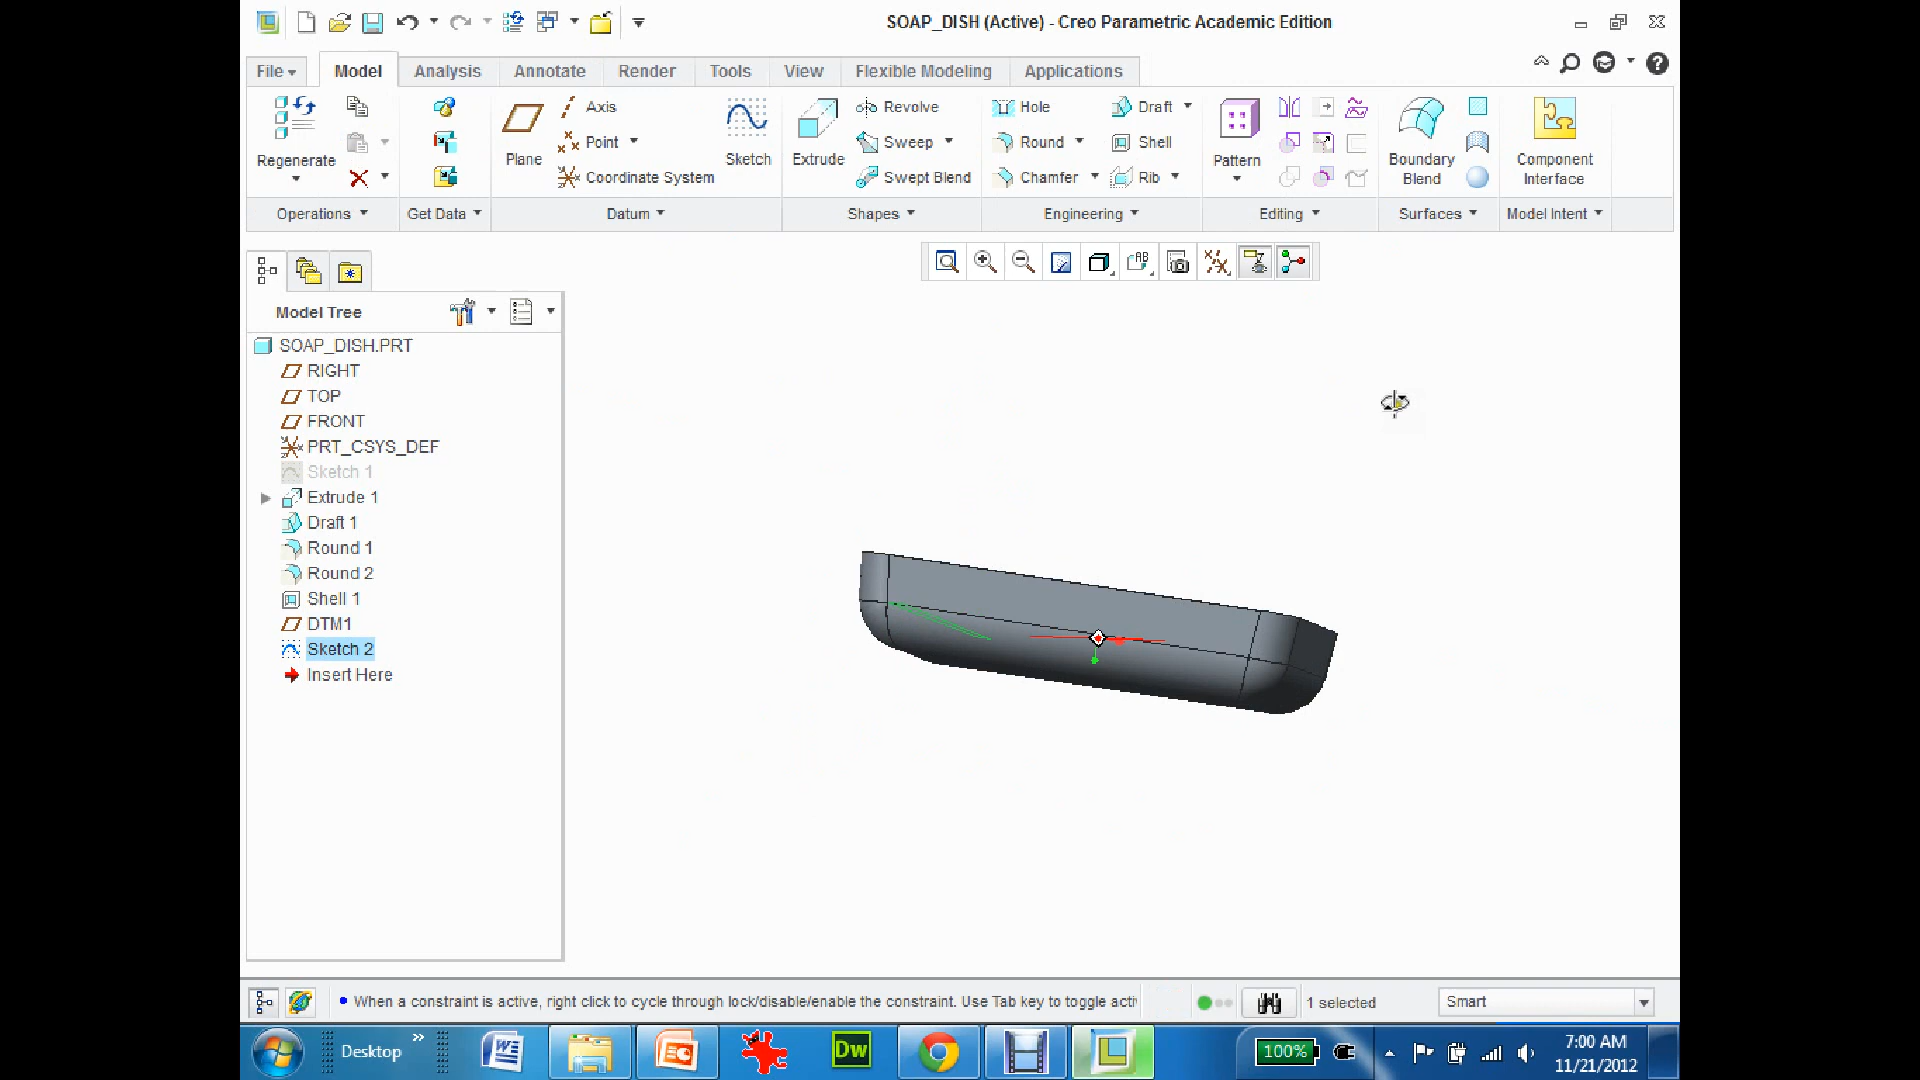 SOAP_DISH (Active) - Creo Parametric Academic Edition
File Model Analysis Annotate Render Tools View Flexible Modeling Applications
Regenerate
Plane
Axis
Point
Coordinate System
Sketch
Extrude
Revolve
Sweep
Swept Blend
Hole
Round
Chamfer
Draft
Shell
Rib
Pattern
Boundary
Blend
Component
Interface
Operations Get Data Datum Shapes Engineering Editing Surfaces Model Intent
AB
Model Tree
SOAP_DISH.PRT
RIGHT
TOP
FRONT
PRT_CSYS_DEF
Sketch 1
Extrude 1
Draft 1
Round 1
Round 2
Shell 1
DTM1
Sketch 2
Insert Here
When a constraint is active, right click to cycle through lock/disable/enable the constraint. Use Tab key to toggle acti
1 selected
Smart
Desktop
Dw
100%
7:00 AM
11/21/2012